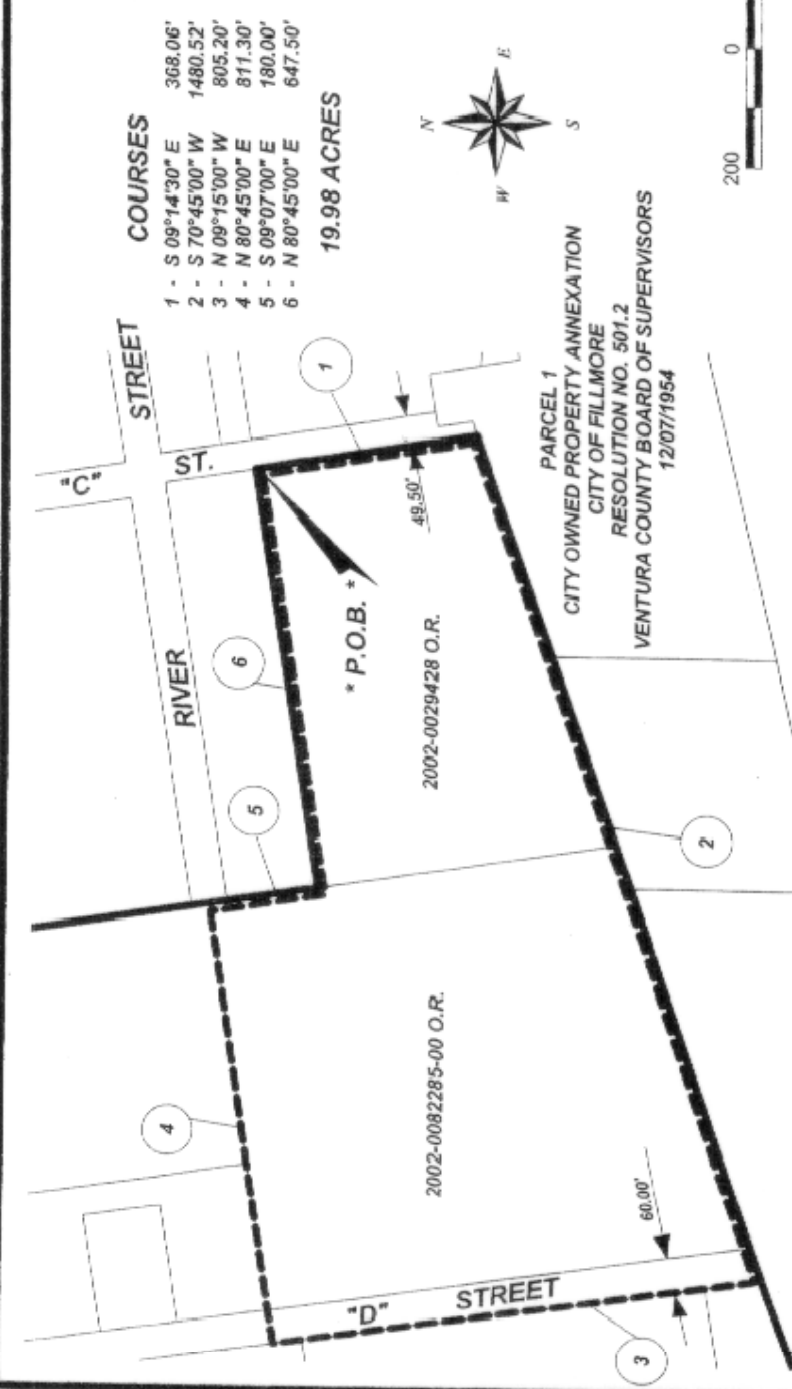 COURSES
1 - S 09°14'30" E 368.06'
2 - S 70°45'00" W 1480.52'
3 - N 09°15'00" W 805.20'
4 - N 80°45'00" E 811.30'
5 - S 09°07'00" E 180.00'
6 - N 80°45'00" E 647.50'
19.98 ACRES
N
E
S
W
200
0
"C"
ST.
RIVER
STREET
1
49.50'
6
* P.O.B. *
5
2002-0029428 O.R.
PARCEL 1
CITY OWNED PROPERTY ANNEXATION
CITY OF FILLMORE
RESOLUTION NO. 501.2
VENTURA COUNTY BOARD OF SUPERVISORS
12/07/1954
2
4
2002-0082285-00 O.R.
60.00'
"D"
STREET
3